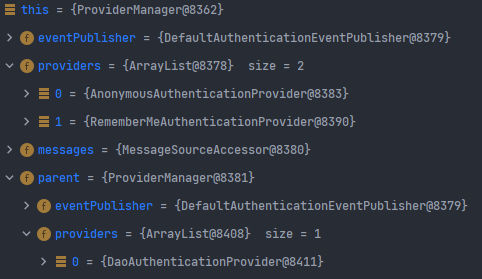 this = {ProviderManager@8362}
f eventPublisher = {DefaultAuthenticationEventPublisher@8379}
f providers = {ArrayList@8378} size = 2
0 = {AnonymousAuthenticationProvider@8383}
1 = {RememberMeAuthenticationProvider@8390}
f messages = {MessageSourceAccessor@8380}
f parent = {ProviderManager@8381}
f eventPublisher = {DefaultAuthenticationEventPublisher@8379}
f providers = {ArrayList@8408} size = 1
0 = {DaoAuthenticationProvider@8411}